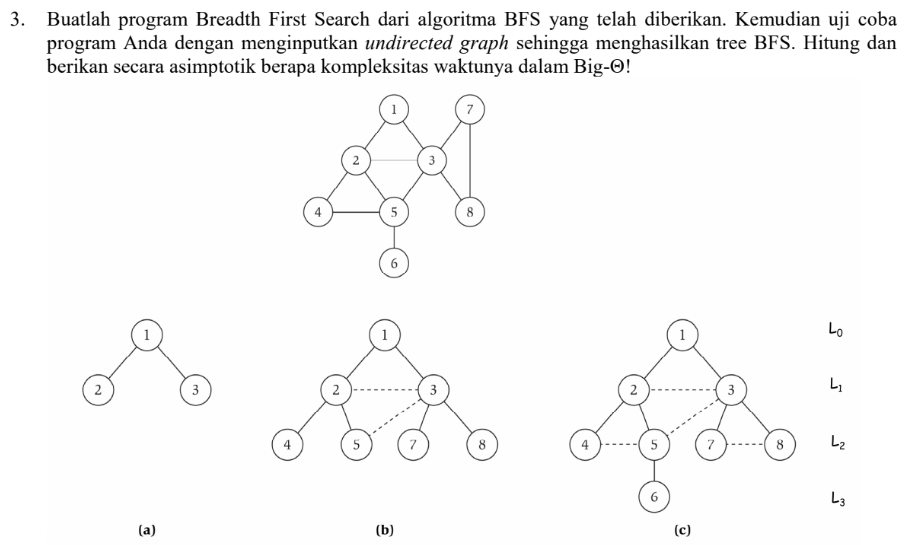 3. Buatlah program Breadth First Search dari algoritma BFS yang telah diberikan. Kemudian uji coba
program Anda dengan menginputkan undirected graph sehingga menghasilkan tree BFS. Hitung dan
berikan secara asimptotik berapa kompleksitas waktunya dalam Big-Θ!
1 7
2 3
4 5 8
6
1 1 1 L₀
2 3 2 3 2 3 L₁
4 5 7 8 4 5 7 8 L₂
6 L₃
(a) (b) (c)